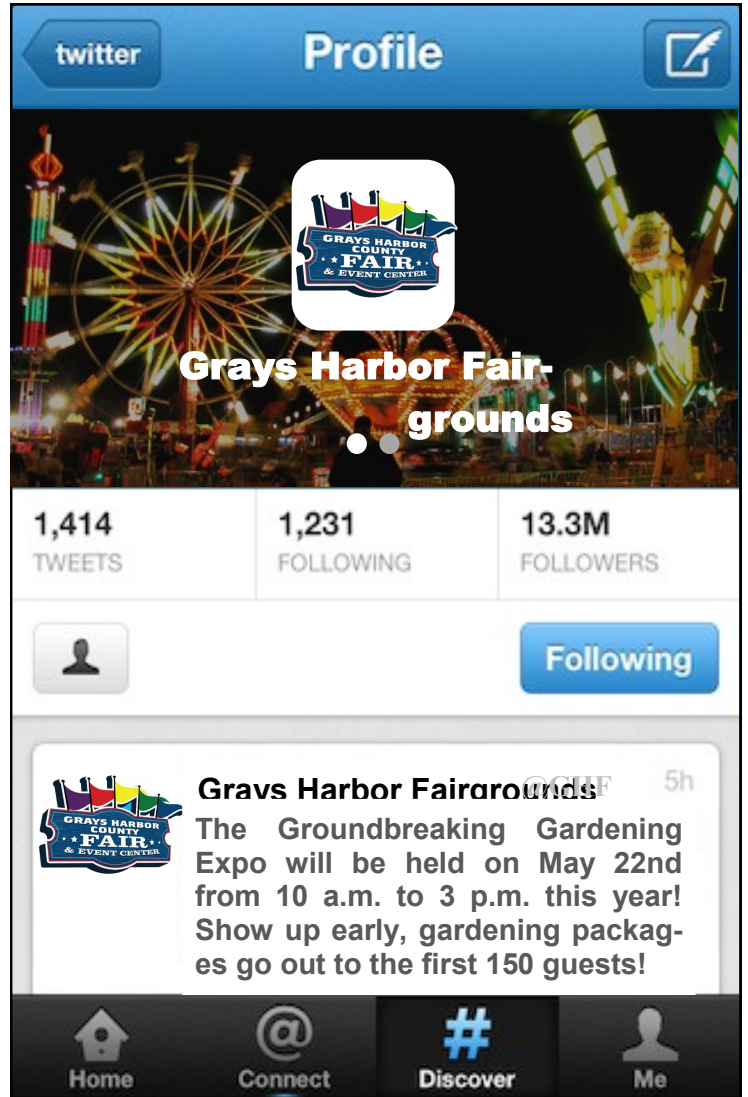 twitter
Profile
GRAYS HARBOR
COUNTY
FAIR
& EVENT CENTER
Grays Harbor Fair-
grounds
1,414
TWEETS
1,231
FOLLOWING
13.3M
FOLLOWERS
Following
GRAYS HARBOR
COUNTY
FAIR
& EVENT CENTER
Grays Harbor Fairgrounds @GHF 5h
The Groundbreaking Gardening
Expo will be held on May 22nd
from 10 a.m. to 3 p.m. this year!
Show up early, gardening packag-
es go out to the first 150 guests!
Home
@
Connect
#
Discover
Me